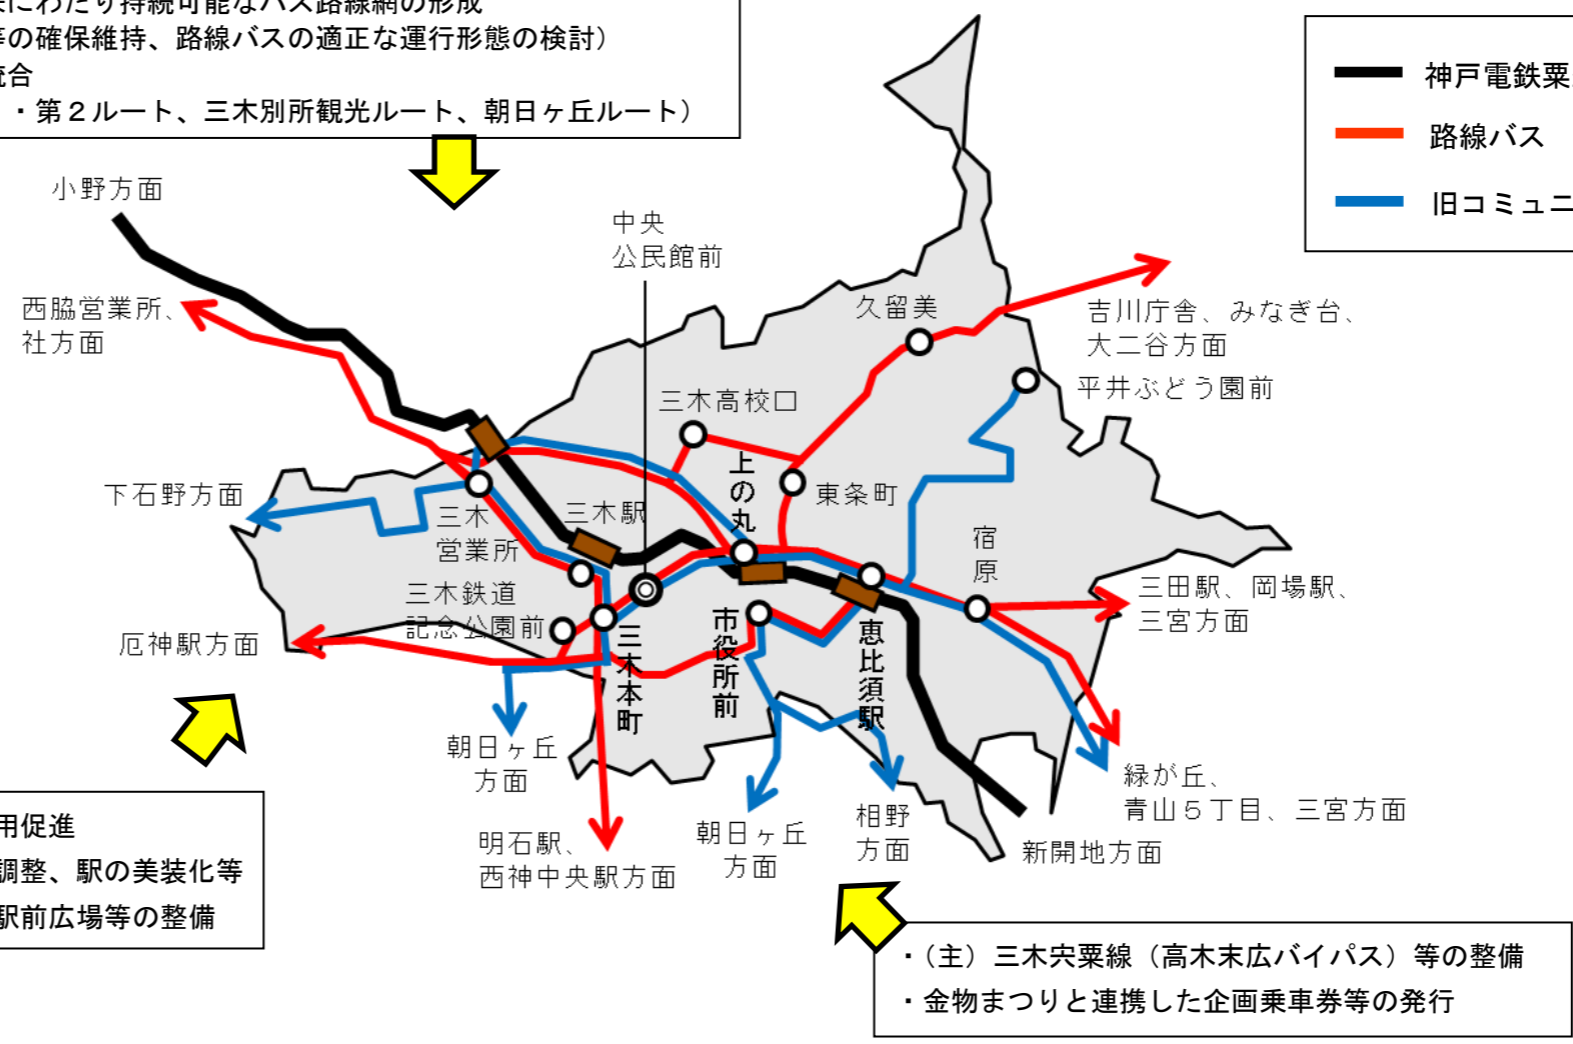 にわたり持続可能なバス路線網の形成
等の確保維持、路線バスの適正な運行形態の検討）
統合
・第２ルート、三木別所観光ルート、朝日ヶ丘ルート）
神戸電鉄粟
路線バス
旧コミュニ
小野方面
中央
公民館前
西脇営業所、
社方面
久留美
吉川庁舎、みなぎ台、
大二谷方面
平井ぶどう園前
三木高校口
上の丸
東条町
下石野方面
三木
営業所
三木駅
宿原
三木鉄道
記念公園前
三田駅、岡場駅、
三宮方面
厄神駅方面
三木本町
市役所前
恵比須駅
朝日ヶ丘
方面
明石駅、
西神中央駅方面
朝日ヶ丘
方面
相野
方面
緑が丘、
青山５丁目、三宮方面
新開地方面
用促進
調整、駅の美装化等
駅前広場等の整備
・（主）三木宍粟線（高木末広バイパス）等の整備
・金物まつりと連携した企画乗車券等の発行